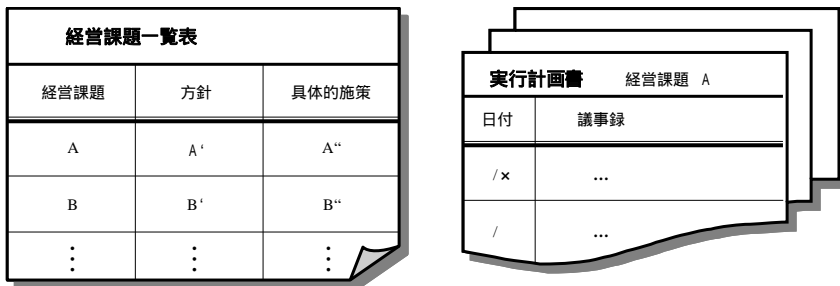 経営課題一覧表
経営課題 方針 具体的施策
A A‘ A“
B B‘ B“
⋮ ⋮ ⋮
実行計画書 経営課題 A
日付 議事録
/× …
/ …